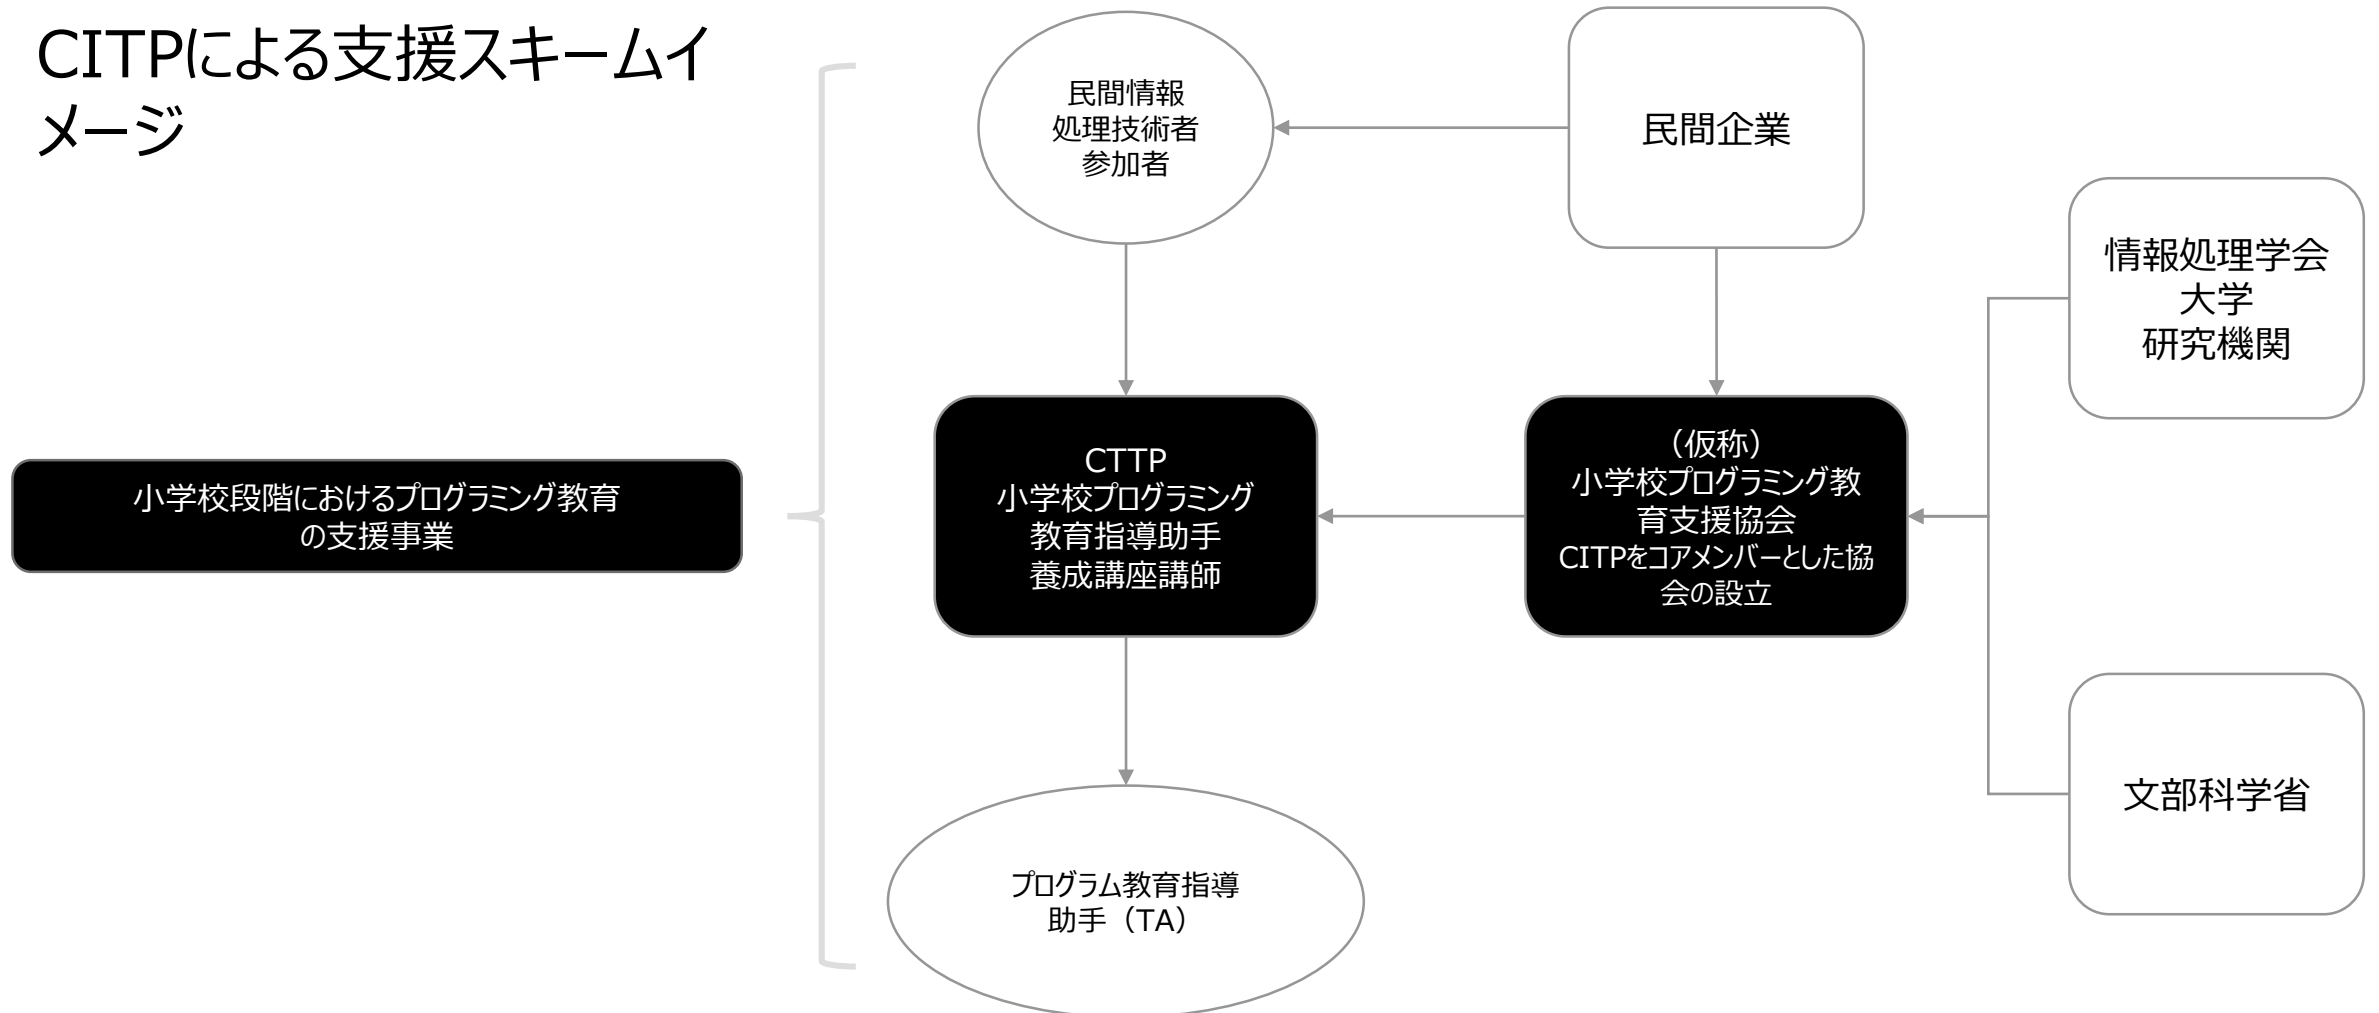 CITPによる支援スキームイ
メージ
民間情報
処理技術者
参加者
民間企業
情報処理学会
大学
研究機関
小学校段階におけるプログラミング教育
の支援事業
CTTP
小学校プログラミング
教育指導助手
養成講座講師
（仮称）
小学校プログラミング教
育支援協会
CITPをコアメンバーとした協
会の設立
文部科学省
プログラム教育指導
助手（TA）